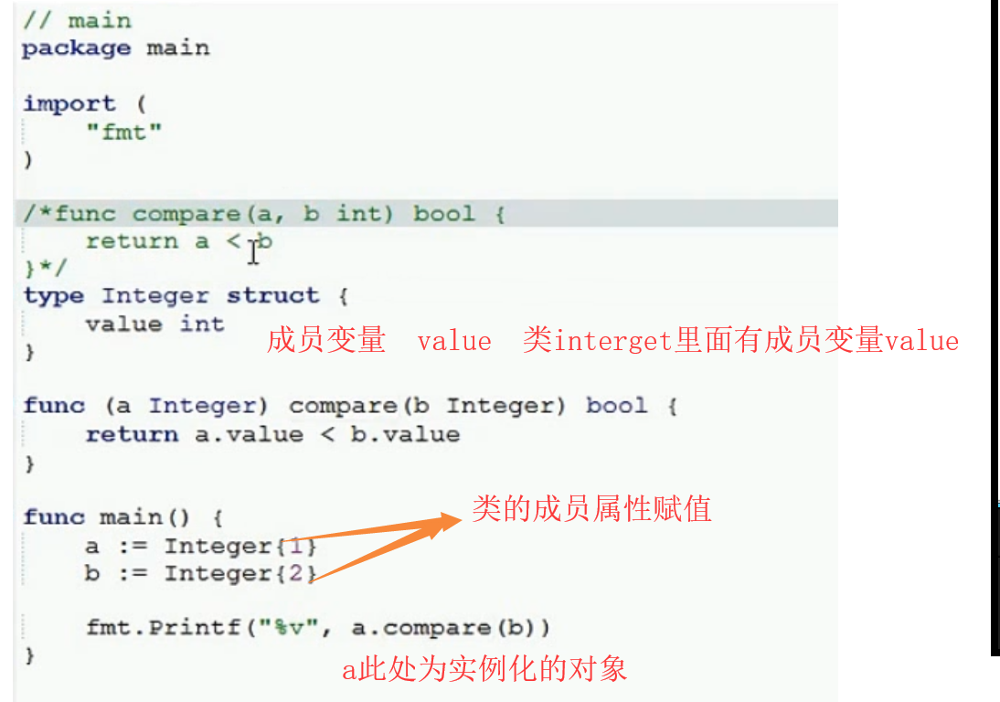 // main
package main
import (
"fmt"
)
/*func compare(a, b int) bool {
return a < b
}*/
type Integer struct {
value int
成员变量 value 类interget里面有成员变量value
}
func (a Integer) compare(b Integer) bool {
return a.value < b.value
}
类的成员属性赋值
func main() {
a := Integer{1}
b := Integer{2}
fmt.Printf("%v", a.compare(b))
}
a此处为实例化的对象